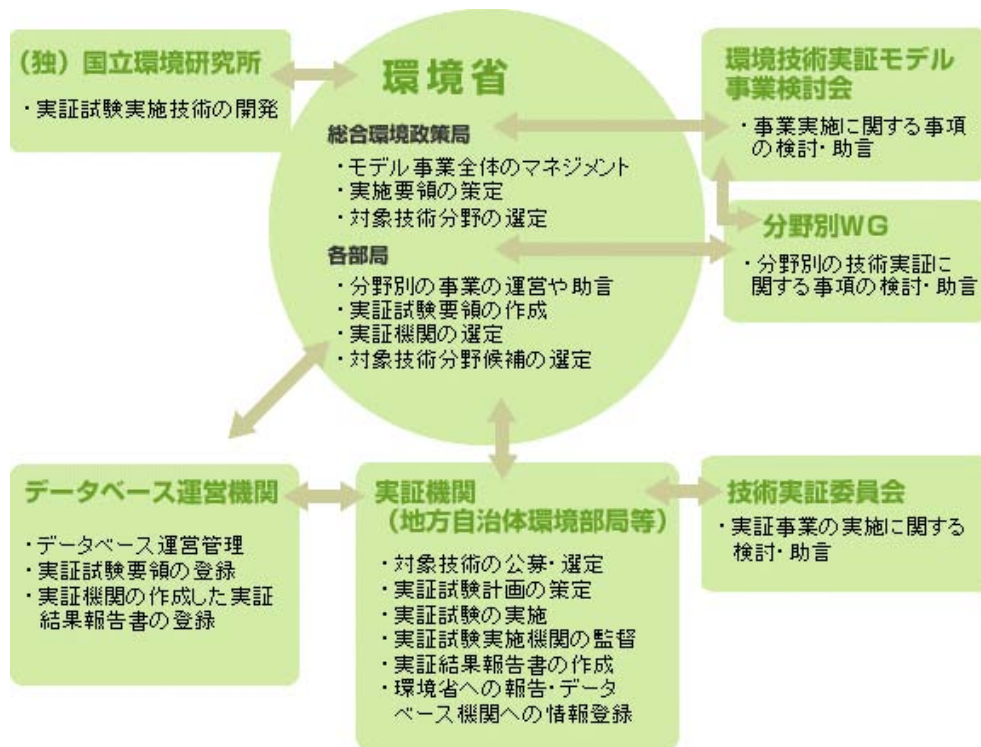 (独)国立環境研究所
・実証試験実施技術の開発
環境省
総合環境政策局
・モデル事業全体のマネジメント
・実施要領の策定
・対象技術分野の選定
各部局
・分野別の事業の運営や助言
・実証試験要領の作成
・実証機関の選定
・対象技術分野候補の選定
環境技術実証モデル
事業検討会
・事業実施に関する事項
の検討・助言
分野別WG
・分野別の技術実証に
関する事項の検討・助言
データベース運営機関
・データベース運営管理
・実証試験要領の登録
・実証機関の作成した実証
結果報告書の登録
実証機関
(地方自治体環境部局等)
・対象技術の公募・選定
・実証試験計画の策定
・実証試験の実施
・実証試験実施機関の監督
・実証結果報告書の作成
・環境省への報告・データ
ベース機関への情報登録
技術実証委員会
・実証事業の実施に関する
検討・助言